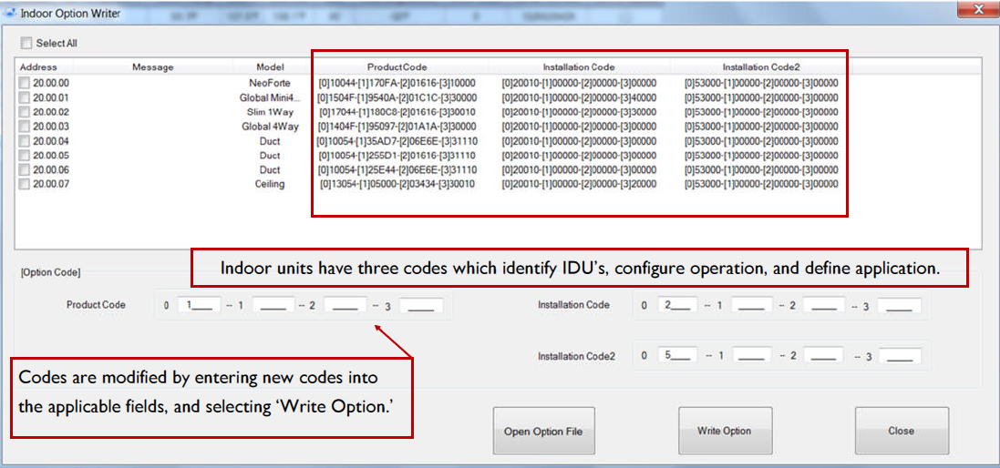 Indoor Option Writer
Select All
Address Message Model ProductCode Installation Code Installation Code2
20.00.00 NeoForte [0]10044-[1]170FA-[2]01616-[3]10000 [0]20010-[1]00000-[2]00000-[3]00000 [0]53000-[1]00000-[2]00000-[3]00000
20.00.01 Global Mini4... [0]1504F-[1]9540A-[2]01C1C-[3]30000 [0]20010-[1]00000-[2]00000-[3]40000 [0]53000-[1]00000-[2]00000-[3]00000
20.00.02 Slim 1Way [0]17044-[1]180C8-[2]01616-[3]30010 [0]20010-[1]00000-[2]00000-[3]30000 [0]53000-[1]00000-[2]00000-[3]00000
20.00.03 Global 4Way [0]1404F-[1]95097-[2]01A1A-[3]30000 [0]20010-[1]00000-[2]00000-[3]00000 [0]53000-[1]00000-[2]00000-[3]00000
20.00.04 Duct [0]10054-[1]35AD7-[2]06E6E-[3]31110 [0]20010-[1]00000-[2]00000-[3]00000 [0]53000-[1]00000-[2]00000-[3]00000
20.00.05 Duct [0]10054-[1]255D1-[2]01616-[3]31110 [0]20010-[1]00000-[2]00000-[3]00000 [0]53000-[1]00000-[2]00000-[3]00000
20.00.06 Duct [0]10054-[1]25E44-[2]06E6E-[3]31110 [0]20010-[1]00000-[2]00000-[3]00000 [0]53000-[1]00000-[2]00000-[3]00000
20.00.07 Ceiling [0]13054-[1]05000-[2]03434-[3]30010 [0]20010-[1]00000-[2]00000-[3]20000 [0]53000-[1]00000-[2]00000-[3]00000
Indoor units have three codes which identify IDU's, configure operation, and define application.
[Option Code]
Product Code 0 1____ -- 1 _____ -- 2 _____ -- 3 _____ Installation Code 0 2____ -- 1 _____ -- 2 _____ -- 3 _____
Installation Code2 0 5____ -- 1 _____ -- 2 _____ -- 3 _____
Codes are modified by entering new codes into
the applicable fields, and selecting ‘Write Option.’
Open Option File Write Option Close